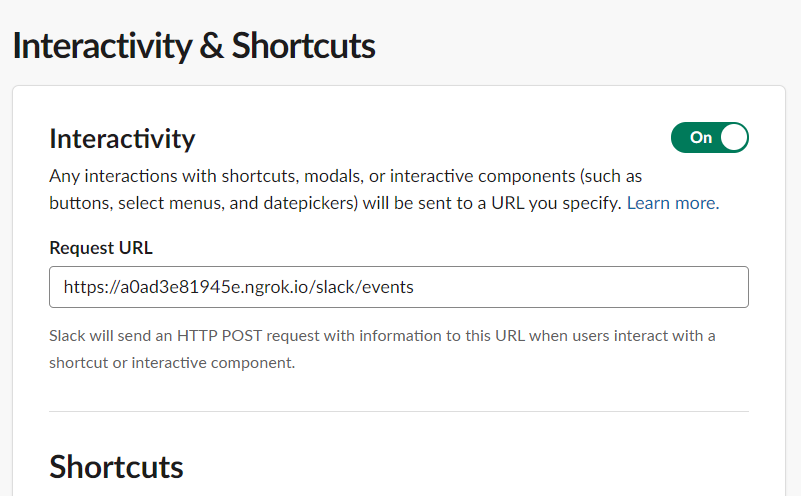 Interactivity & Shortcuts
Interactivity
On
Any interactions with shortcuts, modals, or interactive components (such as
buttons, select menus, and datepickers) will be sent to a URL you specify. Learn more.
Request URL
https://a0ad3e81945e.ngrok.io/slack/events
Slack will send an HTTP POST request with information to this URL when users interact with a
shortcut or interactive component.
Shortcuts